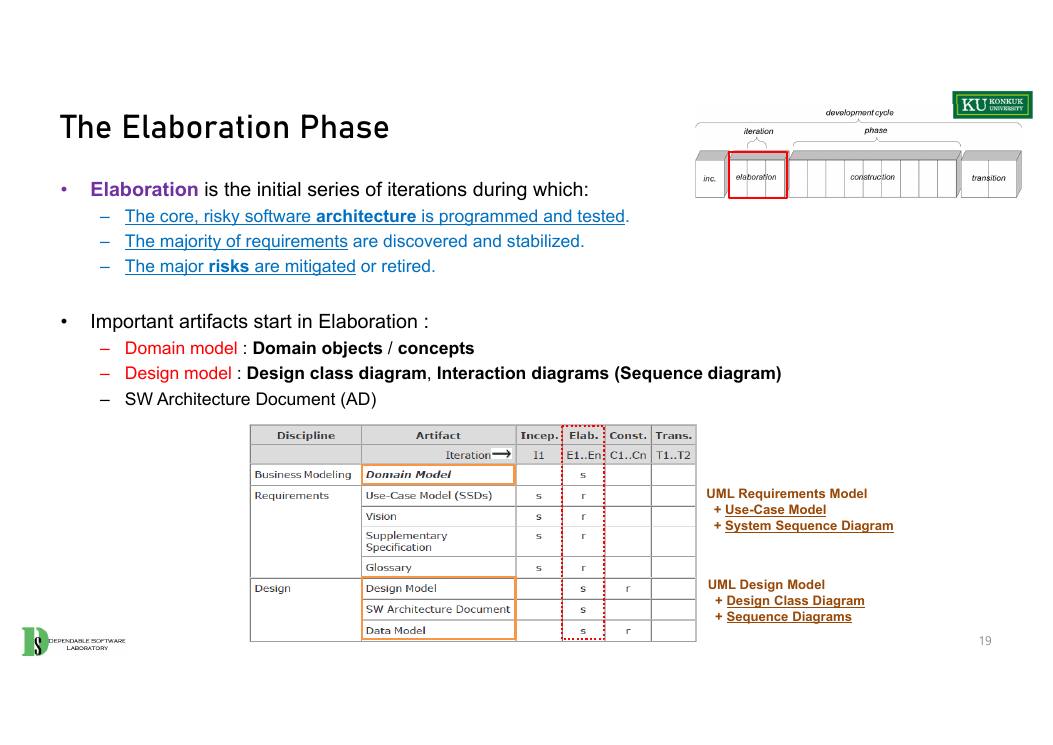 The Elaboration Phase
KU KONKUK
UNIVERSITY
development cycle
iteration
phase
inc.
elaboration
construction
transition
• Elaboration is the initial series of iterations during which:
– The core, risky software architecture is programmed and tested.
– The majority of requirements are discovered and stabilized.
– The major risks are mitigated or retired.
• Important artifacts start in Elaboration :
– Domain model : Domain objects / concepts
– Design model : Design class diagram, Interaction diagrams (Sequence diagram)
– SW Architecture Document (AD)
Discipline Artifact Incep. Elab. Const. Trans.
Iteration→ I1 E1..En C1..Cn T1..T2
Business Modeling Domain Model s
Requirements Use-Case Model (SSDs) s r
Vision s r
Supplementary s r
Specification
Glossary s r
Design Design Model s r
SW Architecture Document s
Data Model s r
UML Requirements Model
+ Use-Case Model
+ System Sequence Diagram
UML Design Model
+ Design Class Diagram
+ Sequence Diagrams
DS DEPENDABLE SOFTWARE
LABORATORY
19